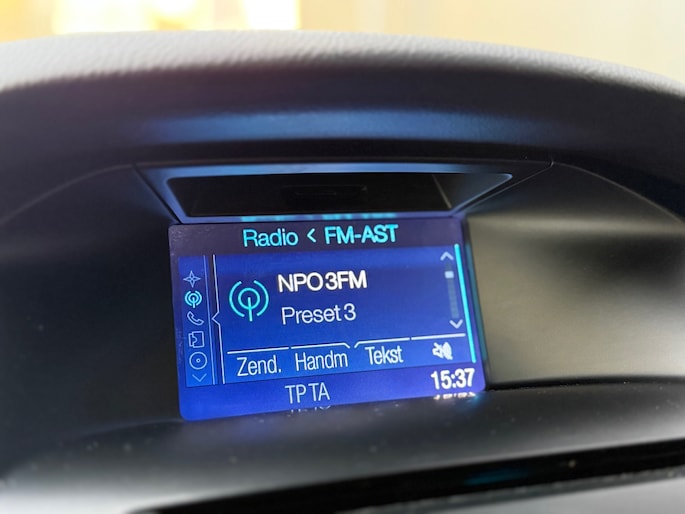 Radio < FM-AST
NPO 3FM
Preset 3
Zend. Handm Tekst
TP TA 15:37